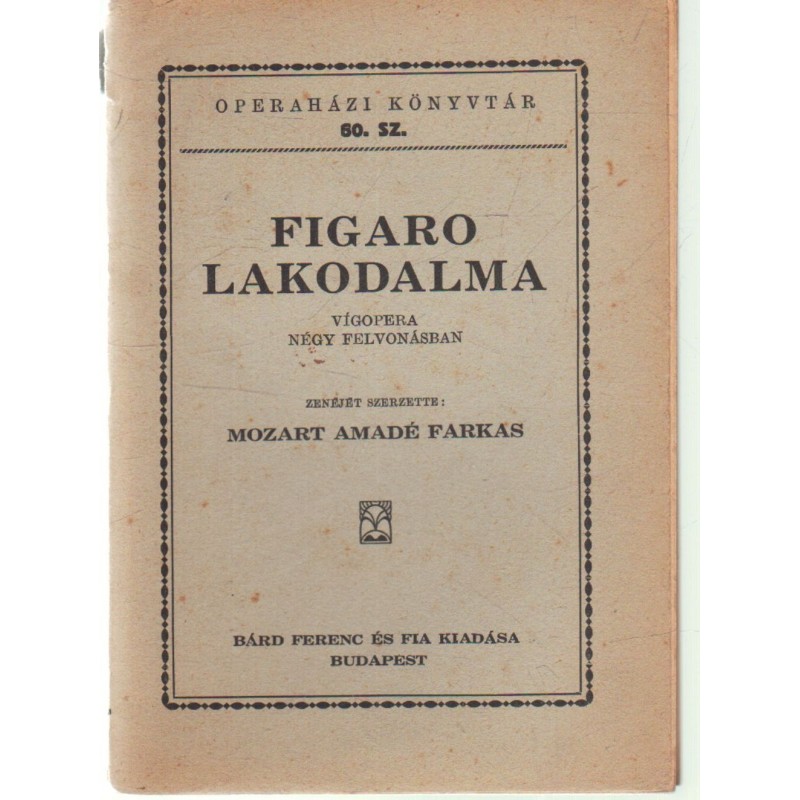 OPERAHÁZI KÖNYVTÁR
60. SZ.
FIGARO
LAKODALMA
VÍGOPERA
NÉGY FELVONÁSBAN
ZENÉJÉT SZERZETTE:
MOZART AMADÉ FARKAS
BÁRD FERENC ÉS FIA KIADÁSA
BUDAPEST